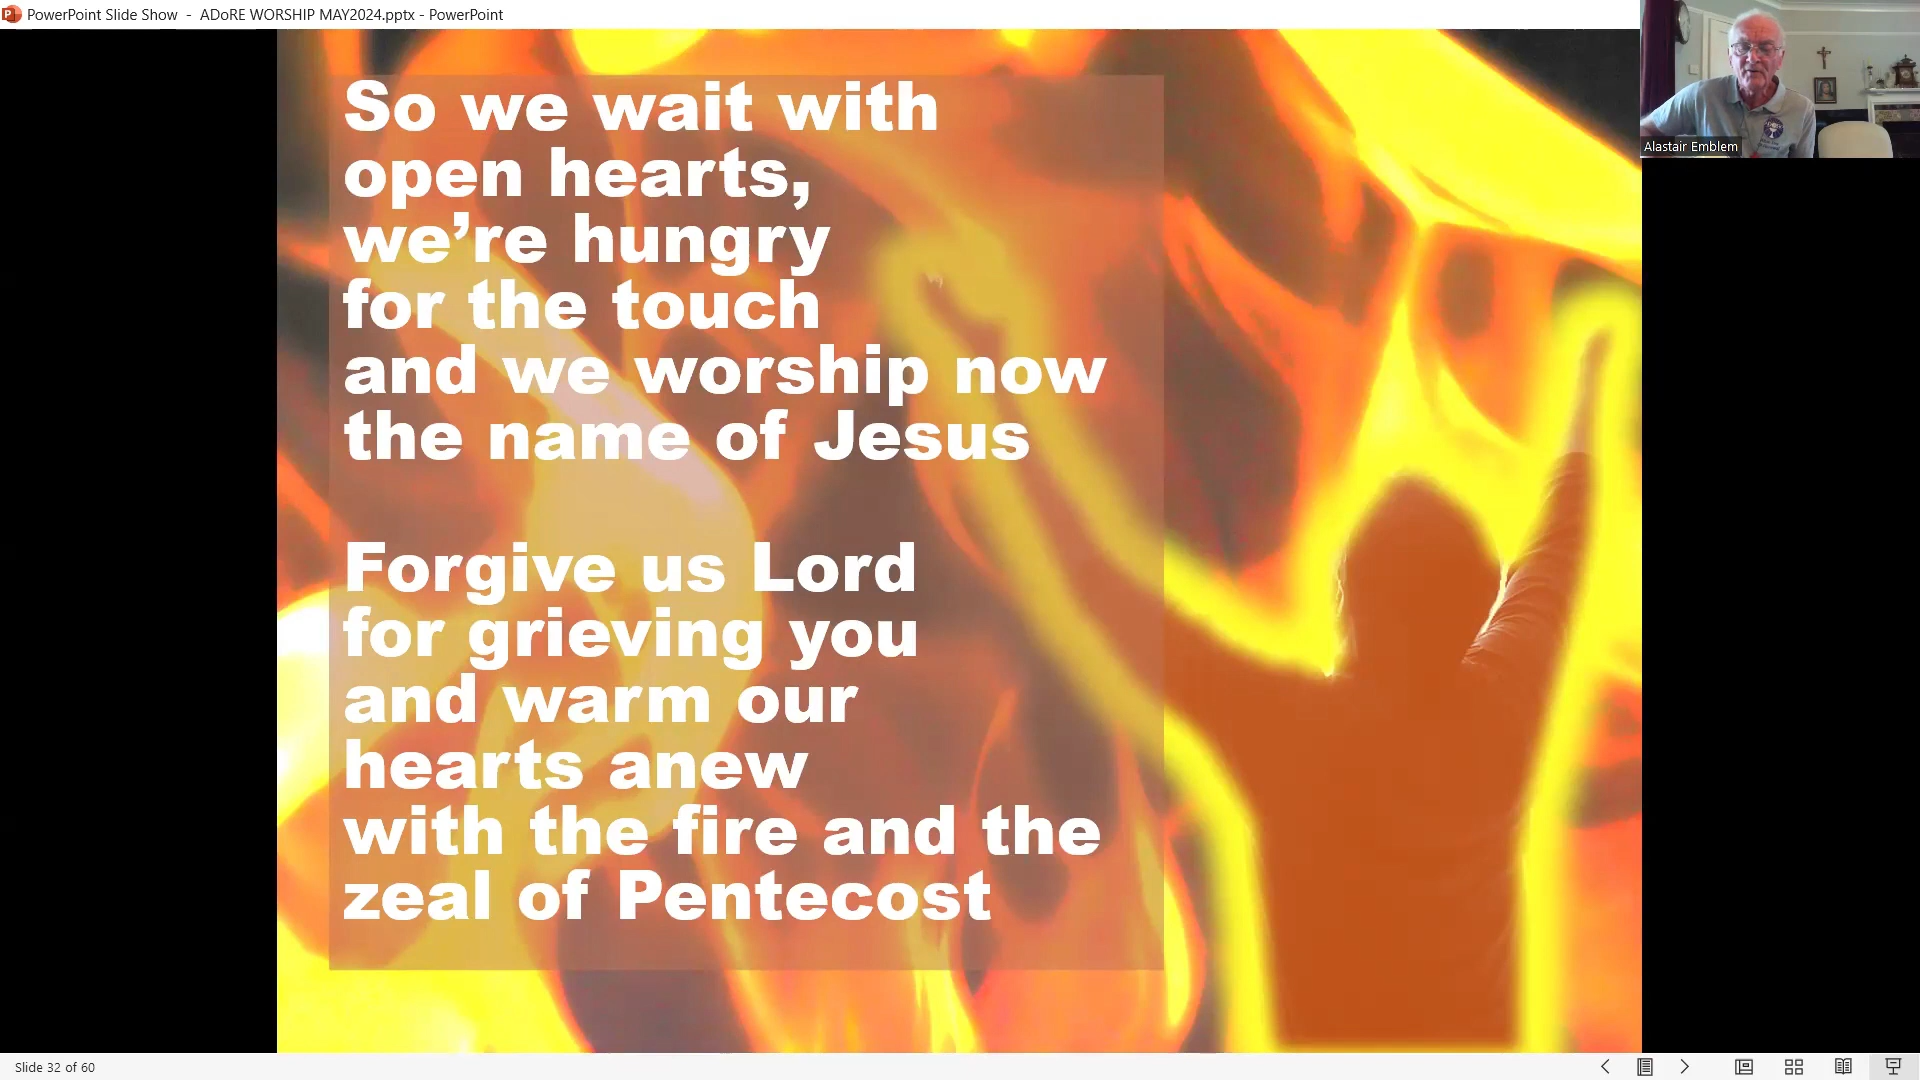 PowerPoint Slide Show - ADoRE WORSHIP MAY2024.pptx - PowerPoint
Alastair Emblem
So we wait with
open hearts,
we’re hungry
for the touch
and we worship now
the name of Jesus
Forgive us Lord
for grieving you
and warm our
hearts anew
with the fire and the
zeal of Pentecost
Slide 32 of 60